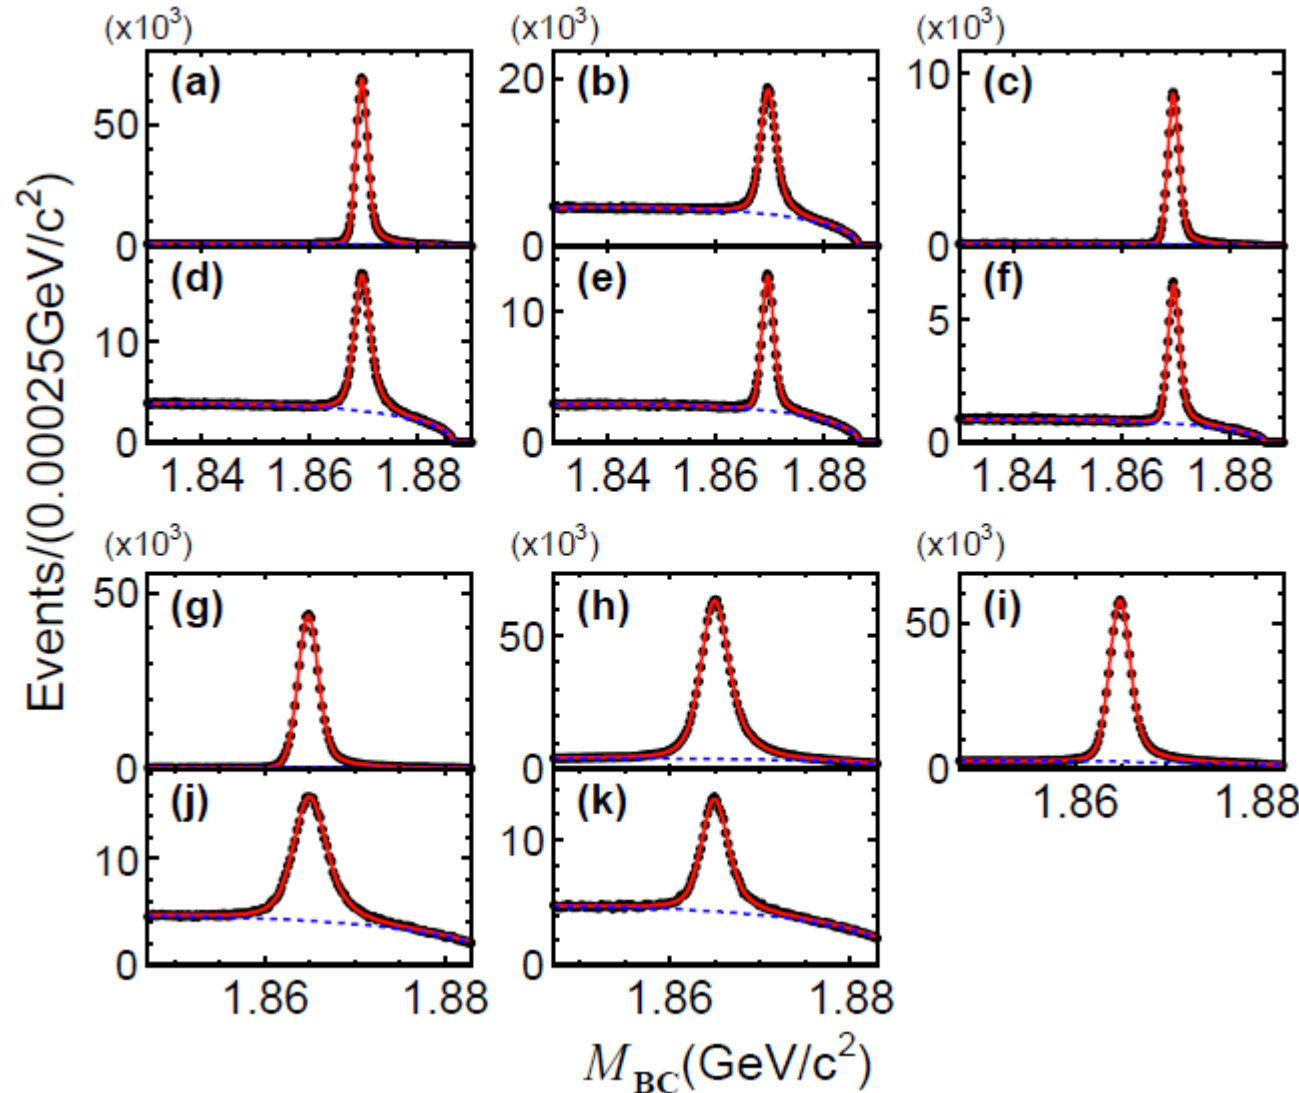 (x10³) (x10³) (x10³)
(a) (b) (c)
50 20 10
0 0 0
(d) (e) (f)
10 10 5
0 0 0
1.84 1.86 1.88 1.84 1.86 1.88 1.84 1.86 1.88
Events/(0.00025GeV/c²)
(x10³) (x10³) (x10³)
(g) (h) (i)
50 50 50
0 0 0
1.86 1.88
(j) (k)
10 10
0 0
1.86 1.88 1.86 1.88
M_BC(GeV/c²)